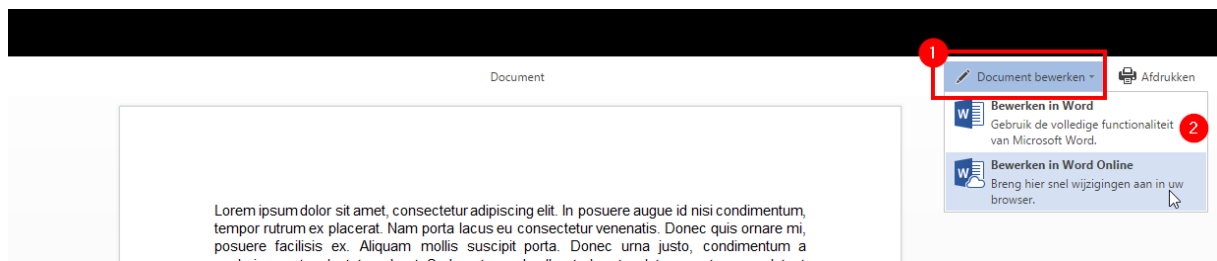 1
Document
Document bewerken
Afdrukken
Bewerken in Word
Gebruik de volledige functionaliteit
van Microsoft Word.
2
Bewerken in Word Online
Breng hier snel wijzigingen aan in uw
browser.
Lorem ipsum dolor sit amet, consectetur adipiscing elit. In posuere augue id nisi condimentum,
tempor rutrum ex placerat. Nam porta lacus eu consectetur venenatis. Donec quis ornare mi,
posuere facilisis ex. Aliquam mollis suscipit porta. Donec urna justo, condimentum a